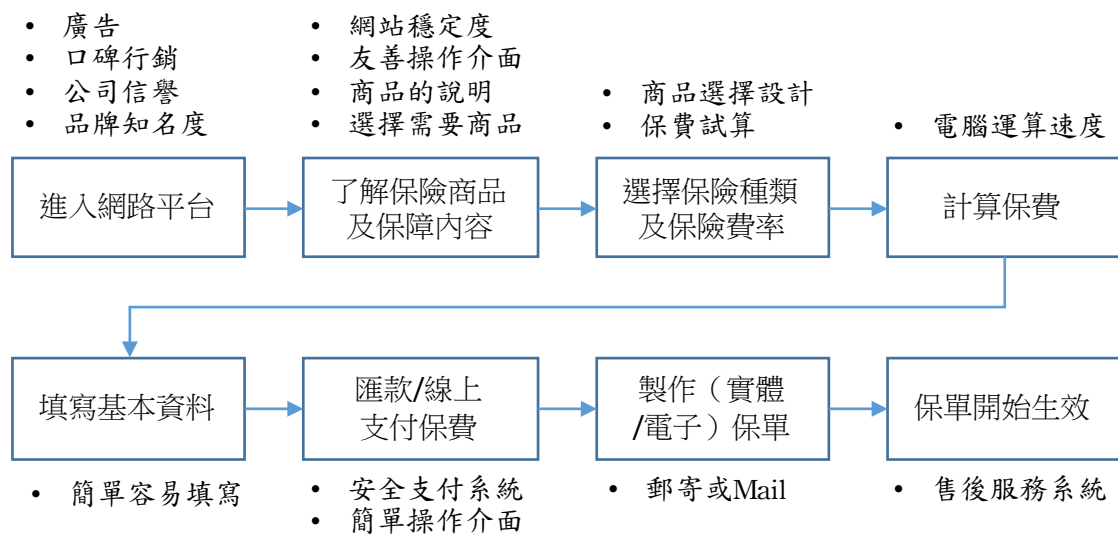 • 廣告
• 口碑行銷
• 公司信譽
• 品牌知名度
進入網路平台
• 網站穩定度
• 友善操作介面
• 商品的說明
• 選擇需要商品
了解保險商品
及保障內容
• 商品選擇設計
• 保費試算
選擇保險種類
及保險費率
• 電腦運算速度
計算保費
填寫基本資料
• 簡單容易填寫
匯款/線上
支付保費
• 安全支付系統
• 簡單操作介面
製作（實體
/電子）保單
• 郵寄或Mail
保單開始生效
• 售後服務系統